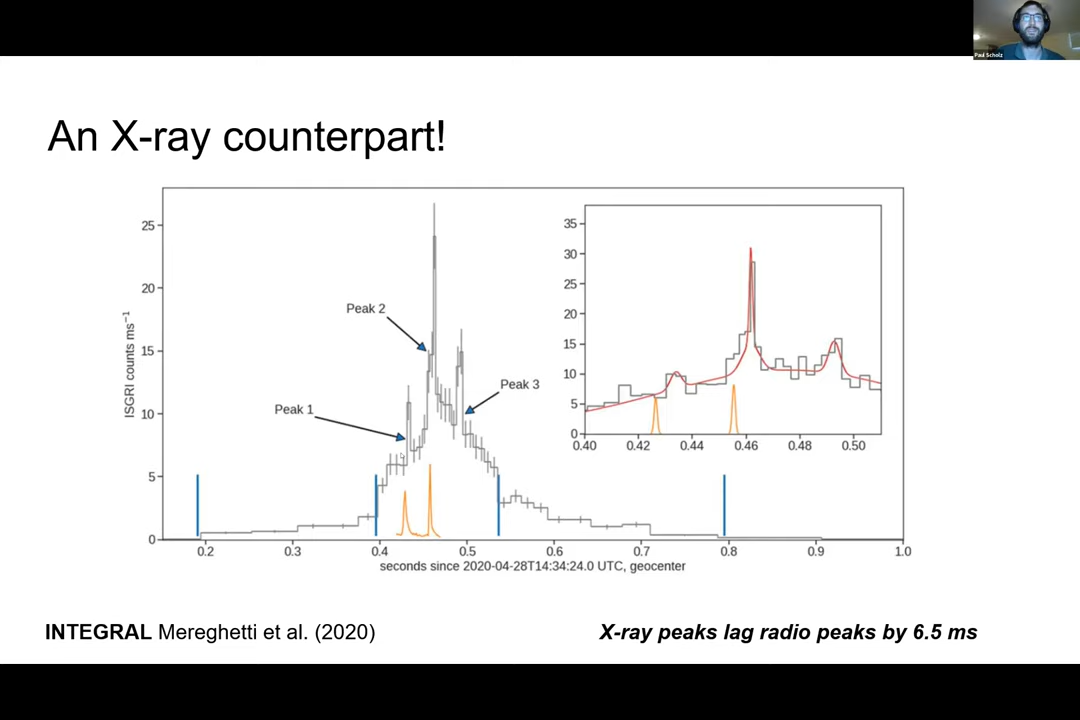 Paul Scholz
An X-ray counterpart!
25
20
15
10
5
0
ISGRI counts ms⁻¹
Peak 1
Peak 2
Peak 3
0.2 0.3 0.4 0.5 0.6 0.7 0.8 0.9 1.0
seconds since 2020-04-28T14:34:24.0 UTC, geocenter
35
30
25
20
15
10
5
0
0.40 0.42 0.44 0.46 0.48 0.50
INTEGRAL Mereghetti et al. (2020)
X-ray peaks lag radio peaks by 6.5 ms